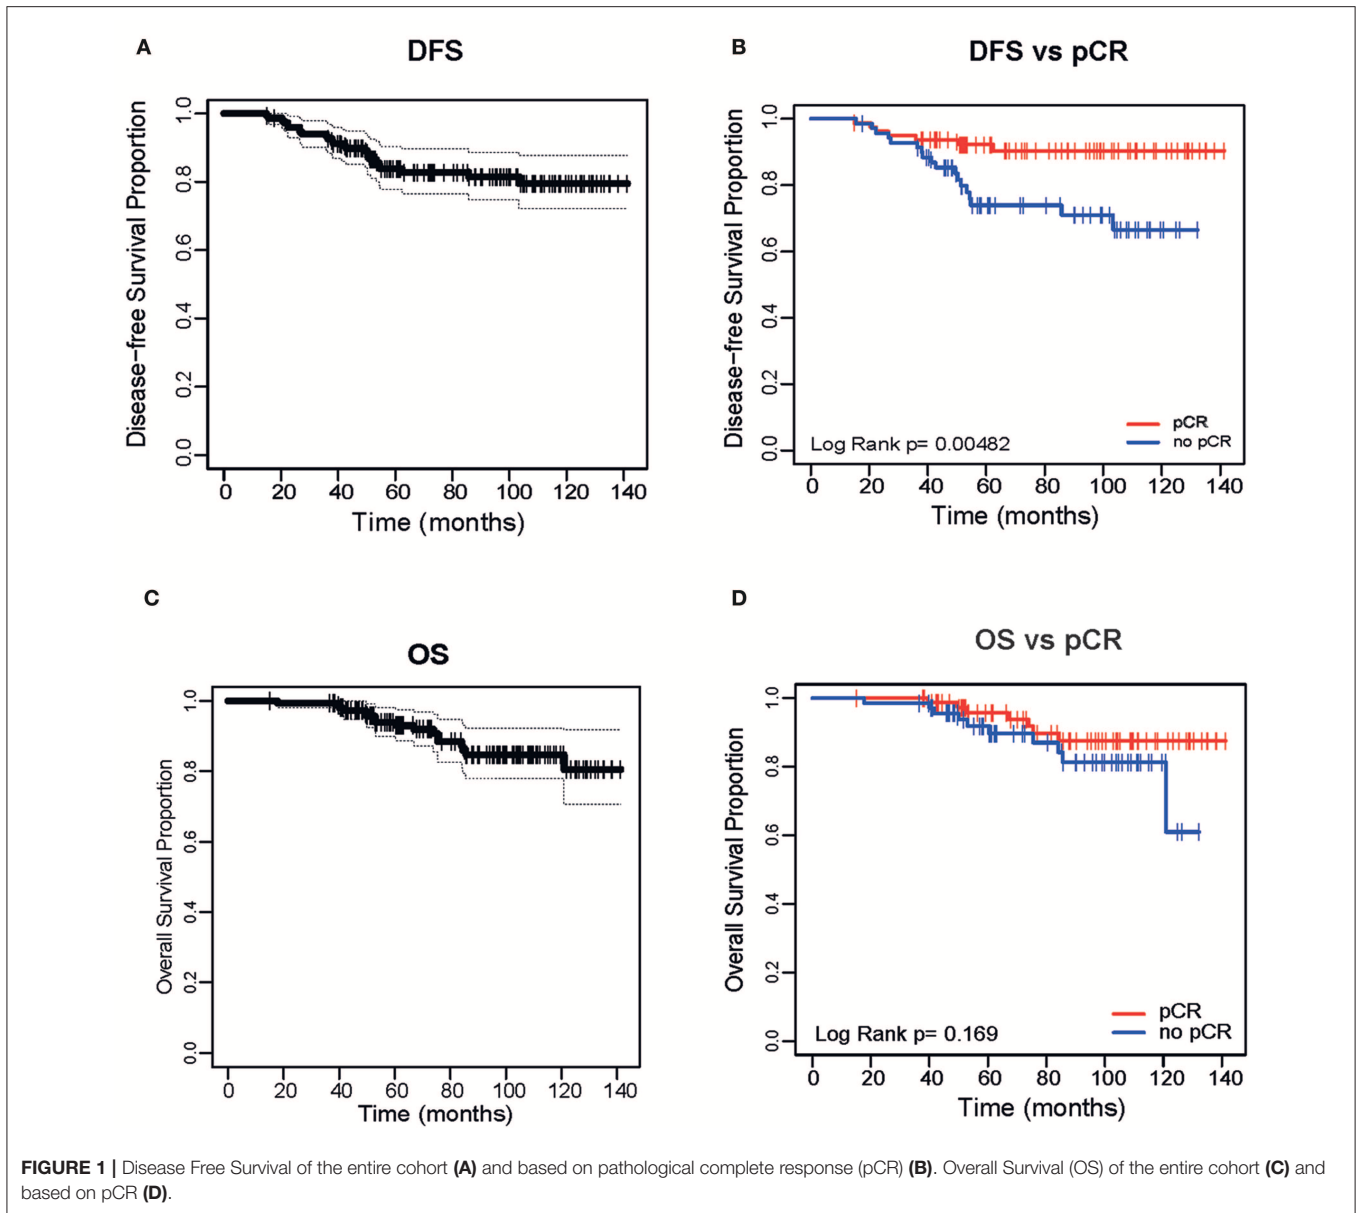 A
DFS
Disease-free Survival Proportion
1.0
0.8
0.6
0.4
0.2
0.0
0 20 40 60 80 100 120 140
Time (months)
B
DFS vs pCR
Disease-free Survival Proportion
1.0
0.8
0.6
0.4
0.2
0.0
pCR
no pCR
Log Rank p= 0.00482
0 20 40 60 80 100 120 140
Time (months)
C
OS
Overall Survival Proportion
1.0
0.8
0.6
0.4
0.2
0.0
0 20 40 60 80 100 120 140
Time (months)
D
OS vs pCR
Overall Survival Proportion
1.0
0.8
0.6
0.4
0.2
0.0
pCR
no pCR
Log Rank p= 0.169
0 20 40 60 80 100 120 140
Time (months)
FIGURE 1 | Disease Free Survival of the entire cohort (A) and based on pathological complete response (pCR) (B). Overall Survival (OS) of the entire cohort (C) and
based on pCR (D).